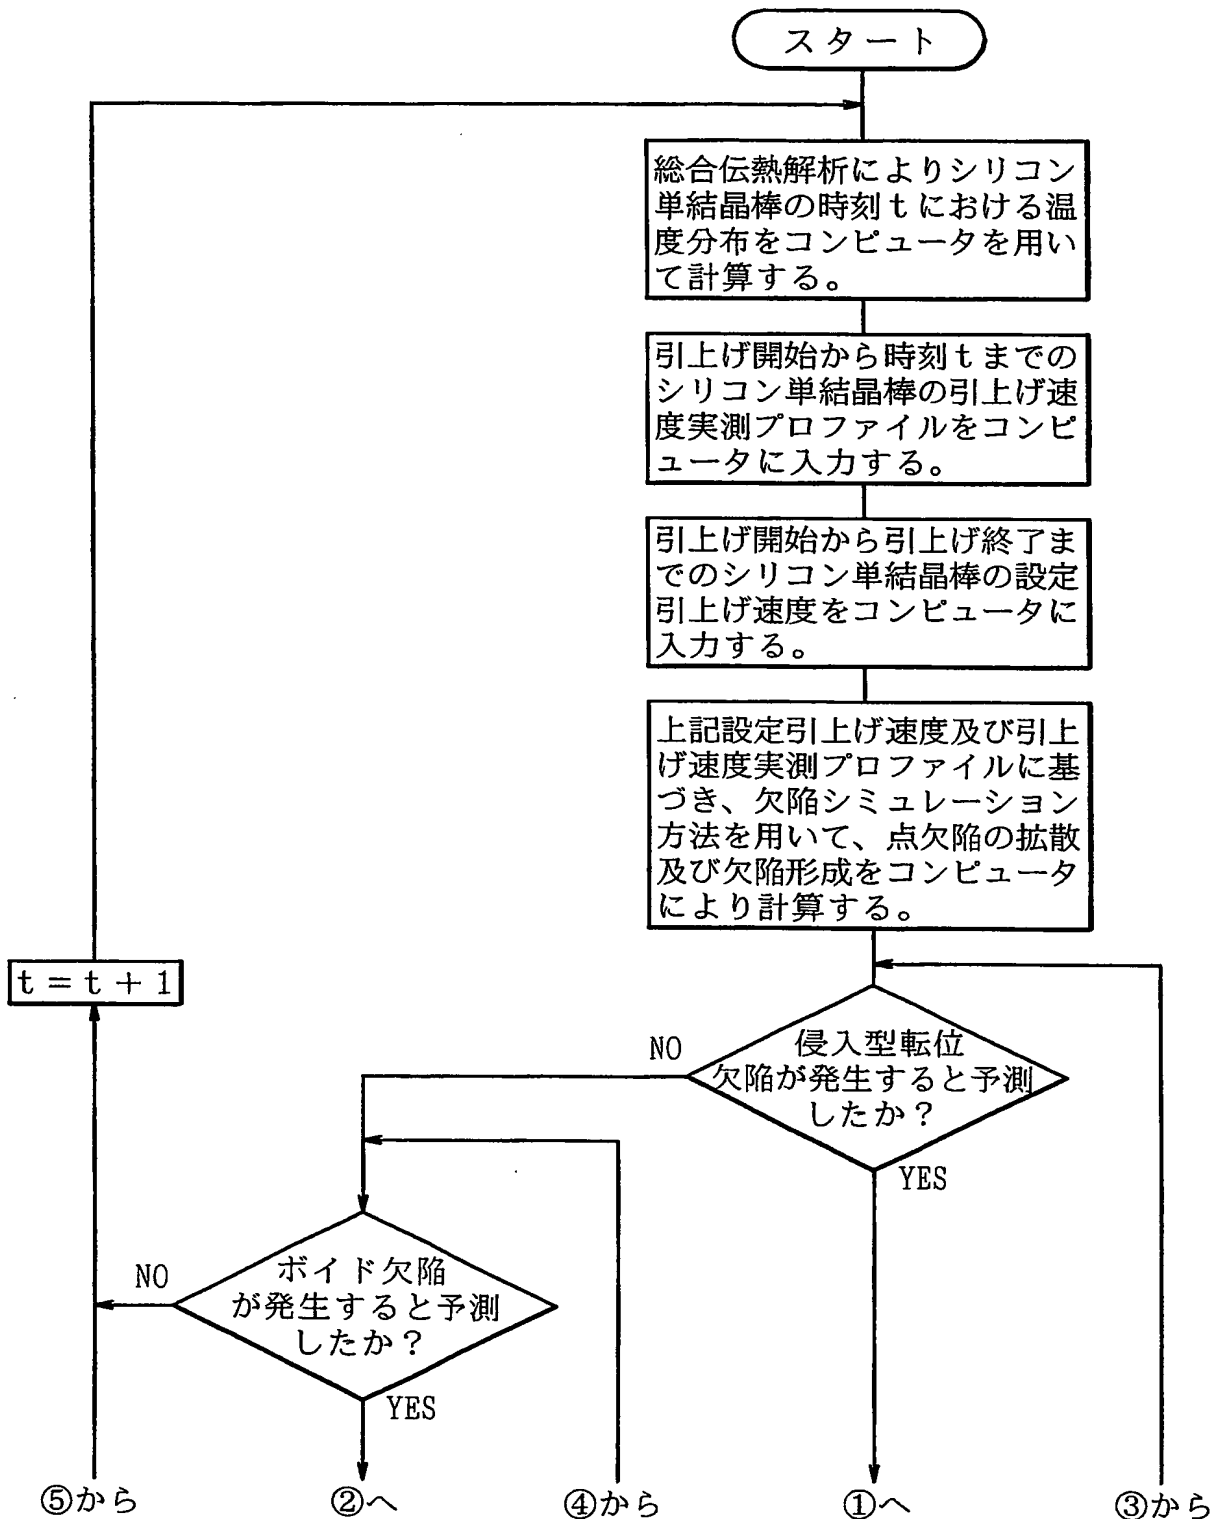 スタート
総合伝熱解析によりシリコン
単結晶棒の時刻tにおける温
度分布をコンピュータを用い
て計算する。
引上げ開始から時刻tまでの
シリコン単結晶棒の引上げ速
度実測プロファイルをコンピ
ュータに入力する。
引上げ開始から引上げ終了ま
でのシリコン単結晶棒の設定
引上げ速度をコンピュータに
入力する。
上記設定引上げ速度及び引上
げ速度実測プロファイルに基
づき、欠陥シミュレーション
方法を用いて、点欠陥の拡散
及び欠陥形成をコンピュータ
により計算する。
t=t+1
侵入型転位
欠陥が発生すると予測
したか?
NO
YES
ボイド欠陥
が発生すると予測
したか?
NO
YES
⑤から
②へ
④から
①へ
③から